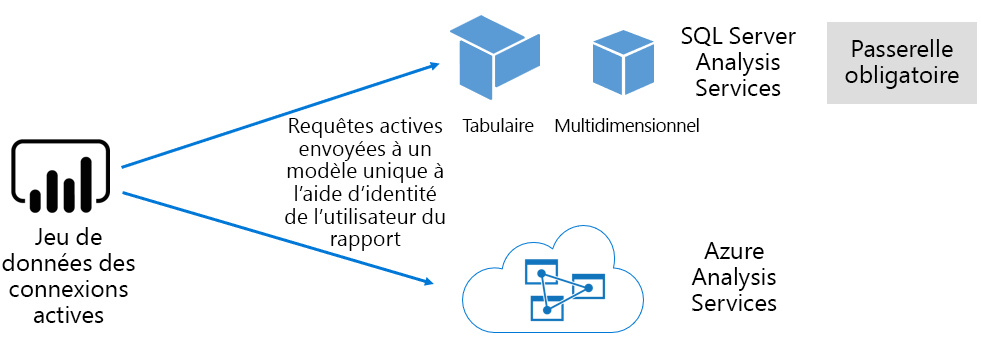 SQL Server
Analysis
Services
Passerelle
obligatoire
Tabulaire
Multidimensionnel
Requêtes actives
envoyées à un
modèle unique à
l’aide d’identité
de l’utilisateur du
rapport
Jeu de
données des
connexions
actives
Azure
Analysis
Services